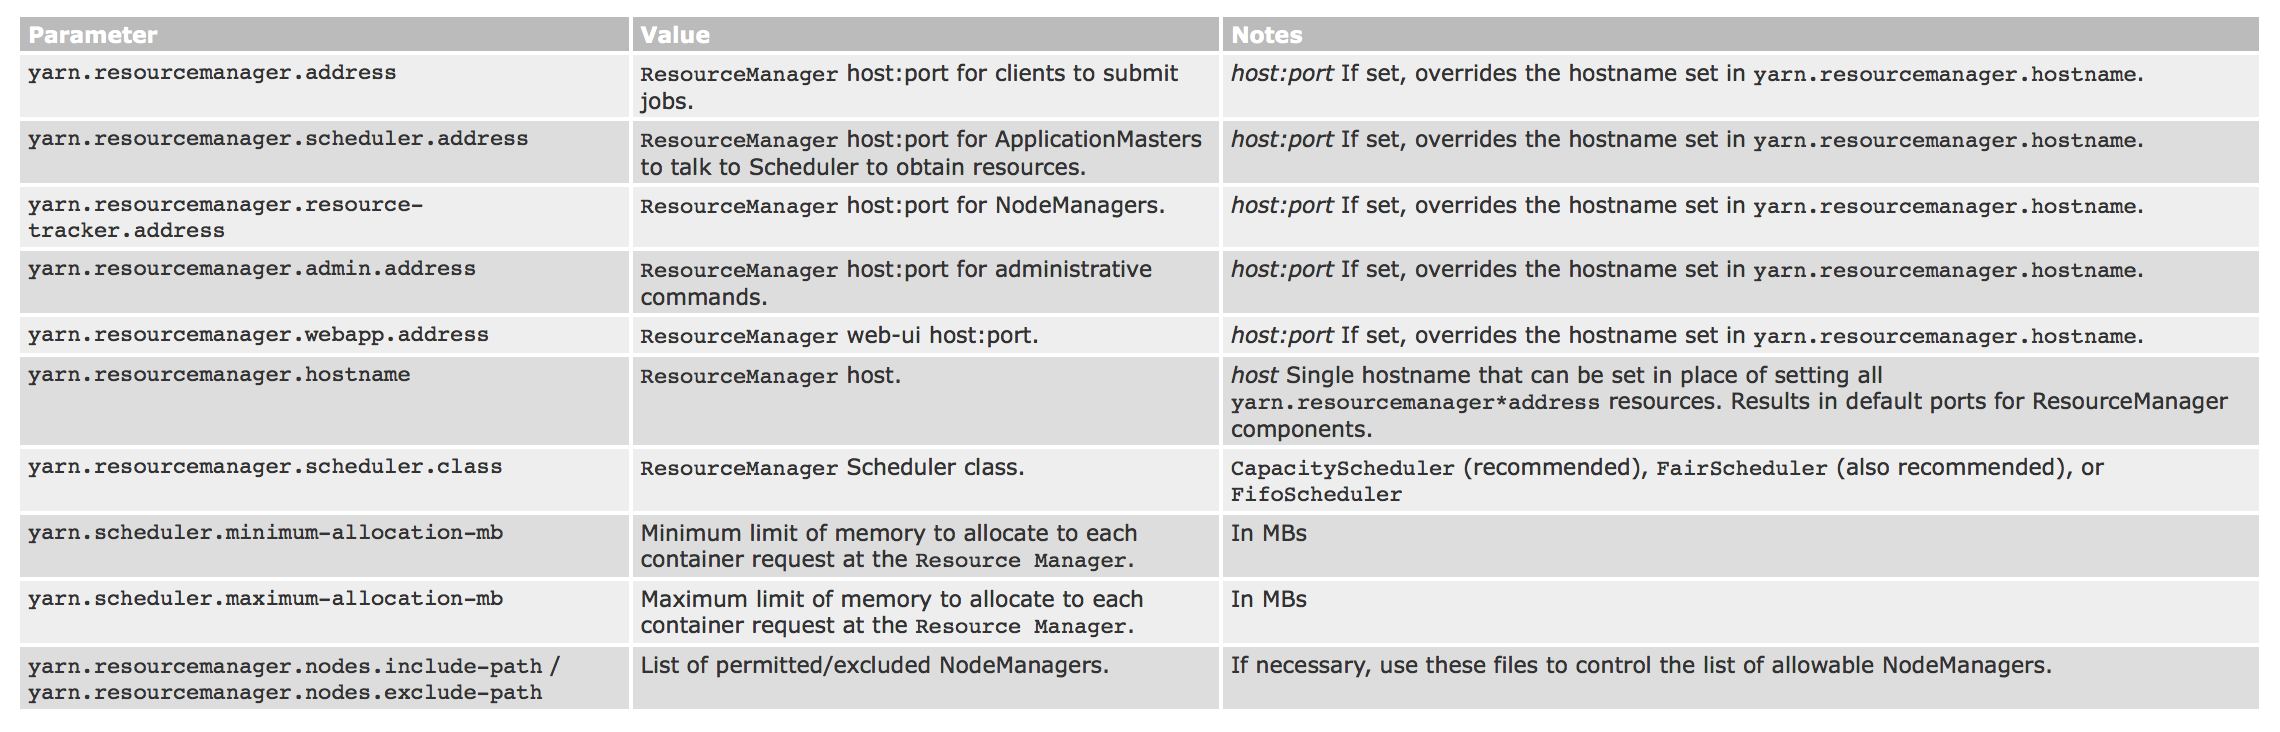 Parameter Value Notes
yarn.resourcemanager.address ResourceManager host:port for clients to submit host:port If set, overrides the hostname set in yarn.resourcemanager.hostname.
jobs.
yarn.resourcemanager.scheduler.address ResourceManager host:port for ApplicationMasters host:port If set, overrides the hostname set in yarn.resourcemanager.hostname.
to talk to Scheduler to obtain resources.
yarn.resourcemanager.resource- ResourceManager host:port for NodeManagers. host:port If set, overrides the hostname set in yarn.resourcemanager.hostname.
tracker.address
yarn.resourcemanager.admin.address ResourceManager host:port for administrative host:port If set, overrides the hostname set in yarn.resourcemanager.hostname.
commands.
yarn.resourcemanager.webapp.address ResourceManager web-ui host:port. host:port If set, overrides the hostname set in yarn.resourcemanager.hostname.
yarn.resourcemanager.hostname ResourceManager host. host Single hostname that can be set in place of setting all
yarn.resourcemanager*address resources. Results in default ports for ResourceManager
components.
yarn.resourcemanager.scheduler.class ResourceManager Scheduler class. CapacityScheduler (recommended), FairScheduler (also recommended), or
FifoScheduler
yarn.scheduler.minimum-allocation-mb Minimum limit of memory to allocate to each In MBs
container request at the Resource Manager.
yarn.scheduler.maximum-allocation-mb Maximum limit of memory to allocate to each In MBs
container request at the Resource Manager.
yarn.resourcemanager.nodes.include-path / List of permitted/excluded NodeManagers. If necessary, use these files to control the list of allowable NodeManagers.
yarn.resourcemanager.nodes.exclude-path